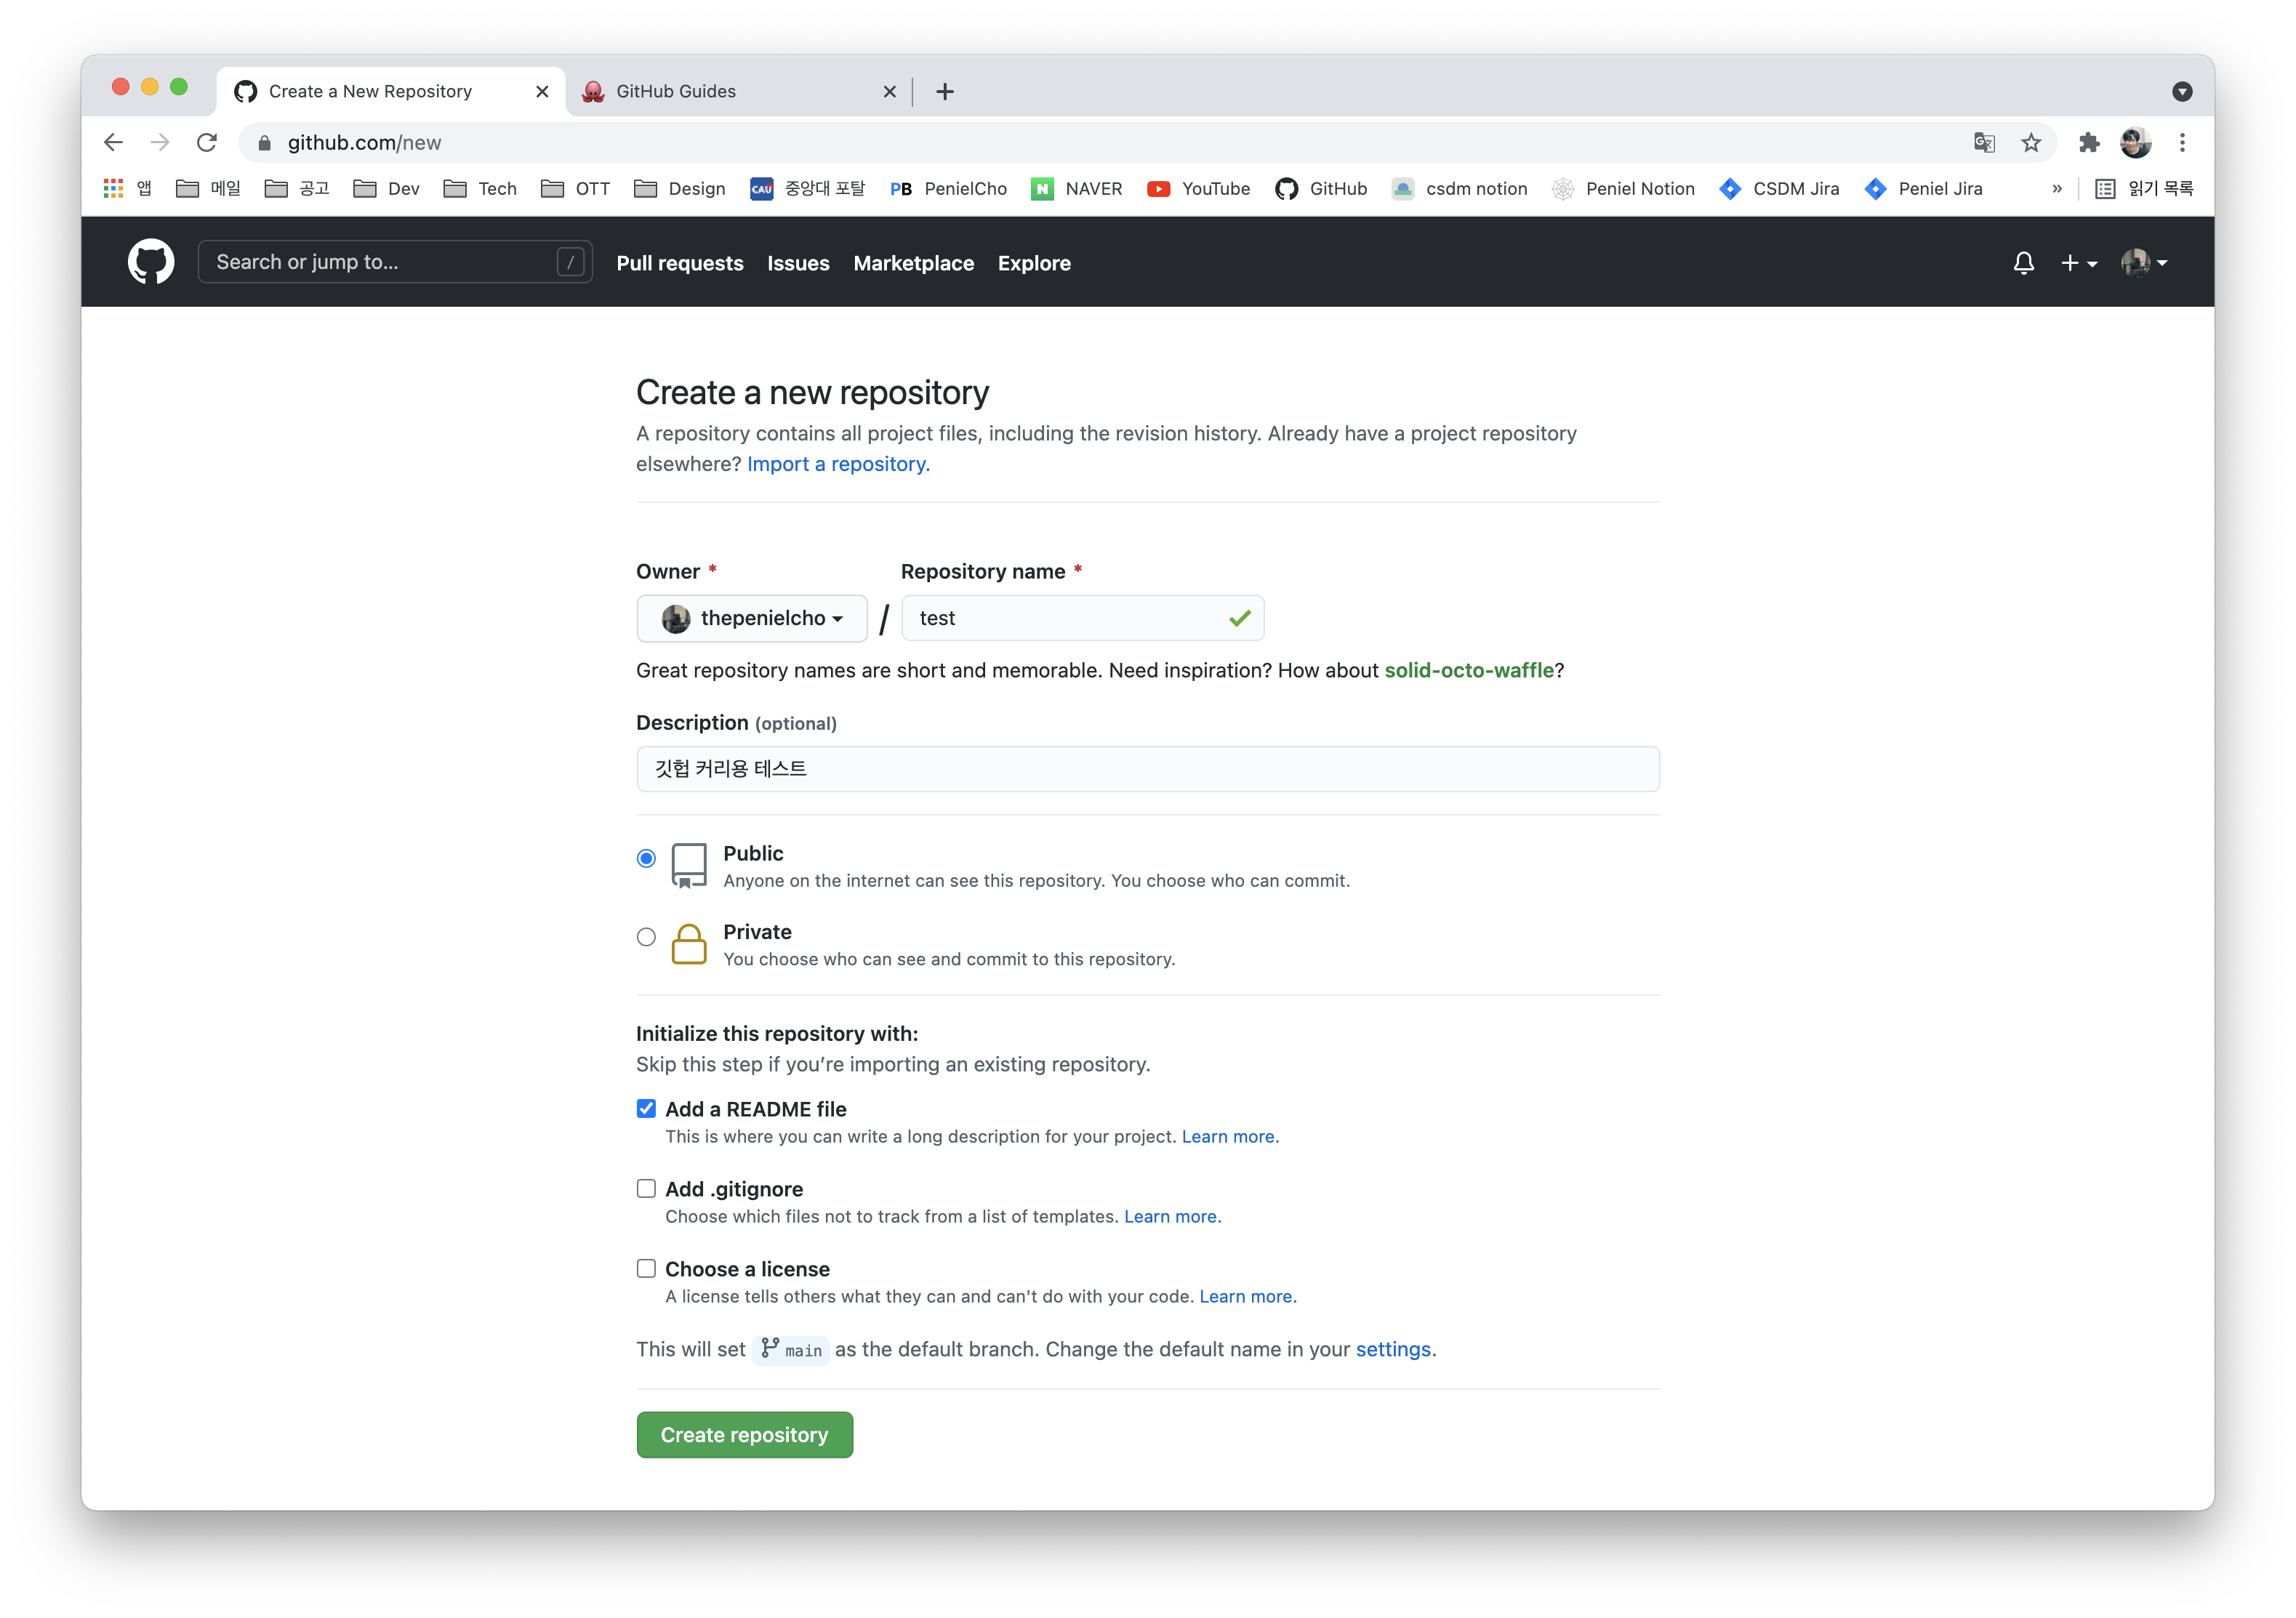 Create a New Repository
GitHub Guides
github.com/new
앱 메일 공고 Dev Tech OTT Design CAU 중앙대 포탈 PB PenielCho N NAVER YouTube GitHub csdm notion Peniel Notion CSDM Jira Peniel Jira » 읽기 목록
Search or jump to... / Pull requests Issues Marketplace Explore
Create a new repository
A repository contains all project files, including the revision history. Already have a project repository
elsewhere? Import a repository.
Owner * Repository name *
thepenielcho / test
Great repository names are short and memorable. Need inspiration? How about solid-octo-waffle?
Description (optional)
깃헙 커리용 테스트
Public
Anyone on the internet can see this repository. You choose who can commit.
Private
You choose who can see and commit to this repository.
Initialize this repository with:
Skip this step if you’re importing an existing repository.
Add a README file
This is where you can write a long description for your project. Learn more.
Add .gitignore
Choose which files not to track from a list of templates. Learn more.
Choose a license
A license tells others what they can and can't do with your code. Learn more.
This will set main as the default branch. Change the default name in your settings.
Create repository